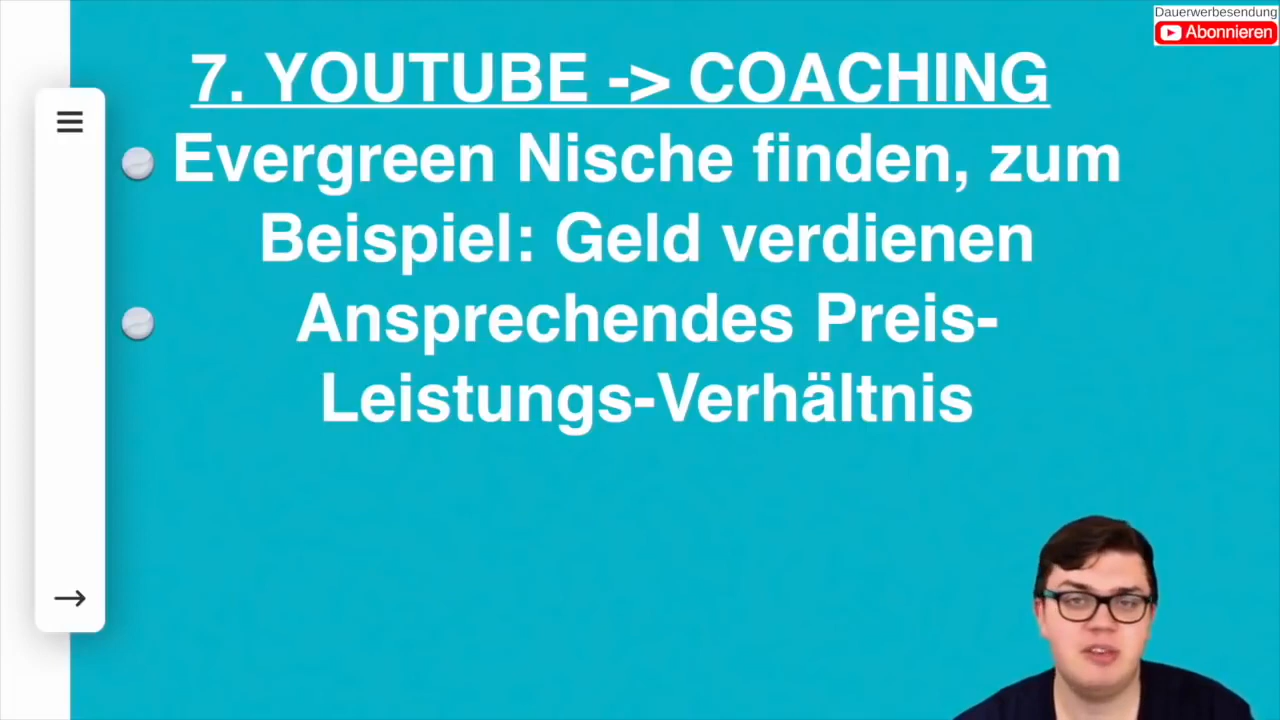 Dauerwerbesendung
Abonnieren
7. YOUTUBE -> COACHING
Evergreen Nische finden, zum
Beispiel: Geld verdienen
Ansprechendes Preis-
Leistungs-Verhältnis